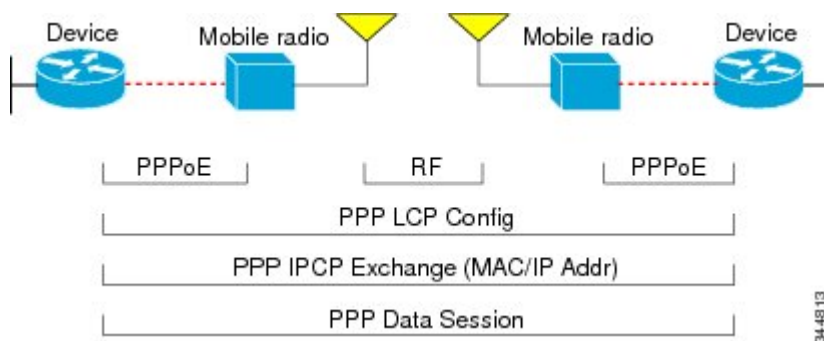 Device
Mobile radio
Mobile radio
Device
PPPoE
RF
PPPoE
PPP LCP Config
PPP IPCP Exchange (MAC/IP Addr)
PPP Data Session
344813